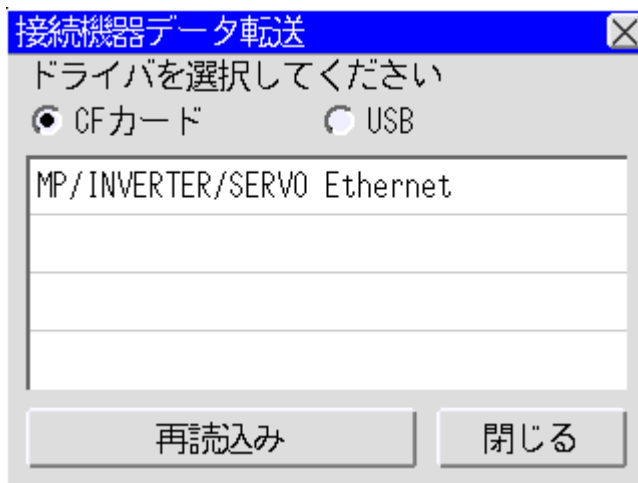 接続機器データ転送
ドライバを選択してください
CFカード USB
MP/INVERTER/SERVO Ethernet
再読込み 閉じる